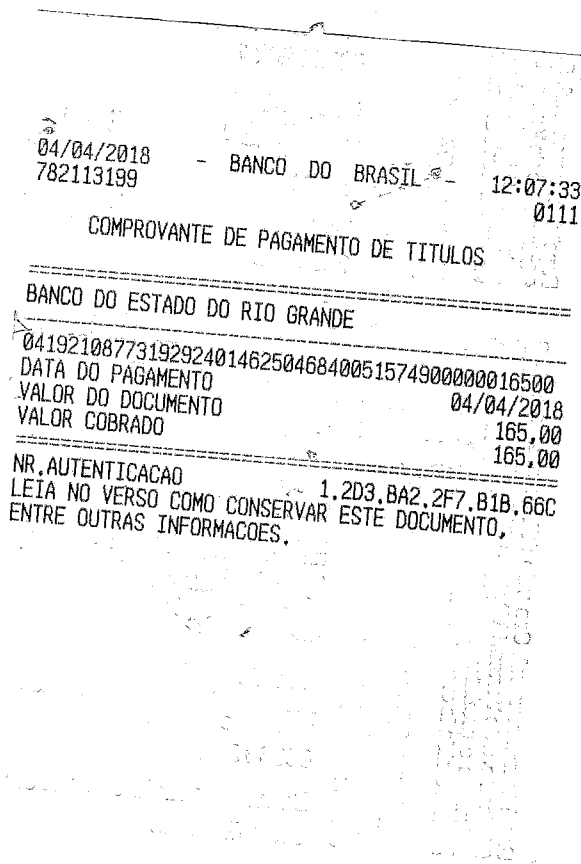 04/04/2018 - BANCO DO BRASIL - 12:07:33
782113199 0111
COMPROVANTE DE PAGAMENTO DE TITULOS
BANCO DO ESTADO DO RIO GRANDE
04192108773192924014625046840051574900000016500
DATA DO PAGAMENTO 04/04/2018
VALOR DO DOCUMENTO 165,00
VALOR COBRADO 165,00
NR.AUTENTICACAO 1.2D3.BA2.2F7.B1B.66C
LEIA NO VERSO COMO CONSERVAR ESTE DOCUMENTO,
ENTRE OUTRAS INFORMACOES.